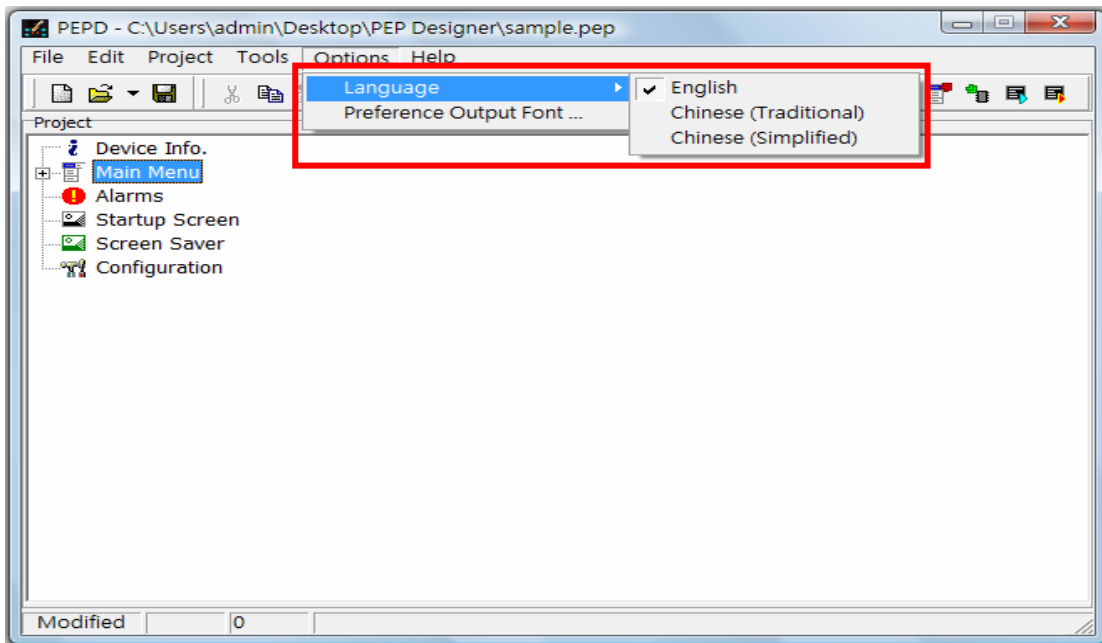 PEPD - C:\Users\admin\Desktop\PEP Designer\sample.pep
File Edit Project Tools Options Help
Language
English
Preference Output Font ...
Chinese (Traditional)
Chinese (Simplified)
Project
Device Info.
Main Menu
Alarms
Startup Screen
Screen Saver
Configuration
Modified 0